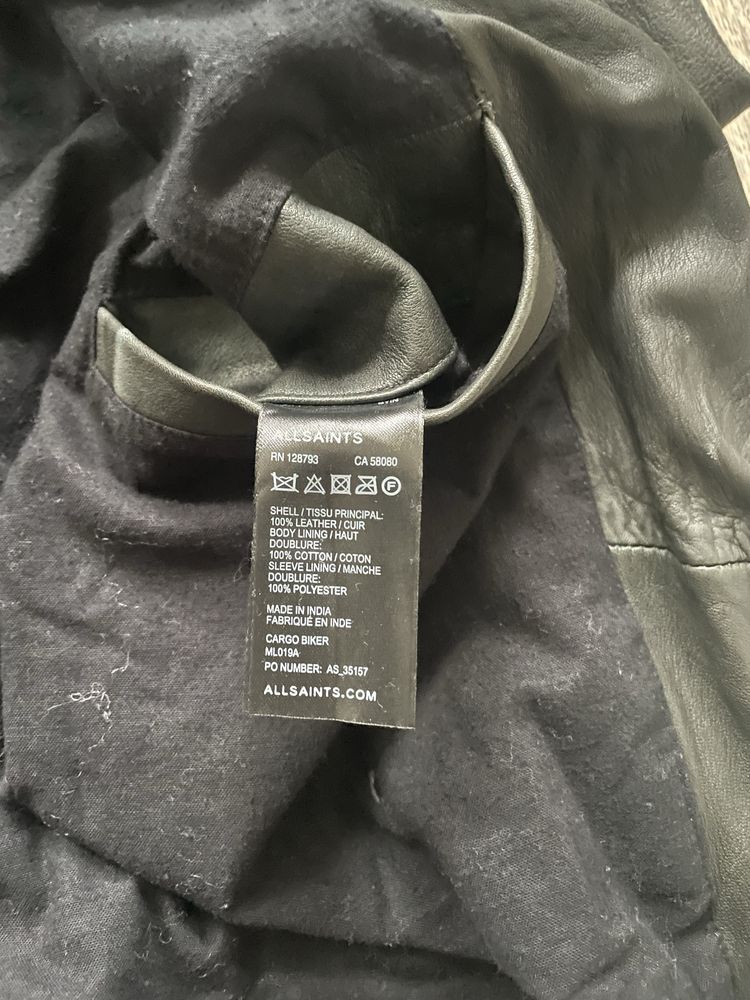 ALLSAINTS
RN 128793 CA 58080
F
SHELL / TISSU PRINCIPAL:
100% LEATHER / CUIR
BODY LINING / HAUT
DOUBLURE:
100% COTTON / COTON
SLEEVE LINING / MANCHE
DOUBLURE:
100% POLYESTER
MADE IN INDIA
FABRIQUÉ EN INDE
CARGO BIKER
ML019A
PO NUMBER: AS_35157
ALLSAINTS.COM